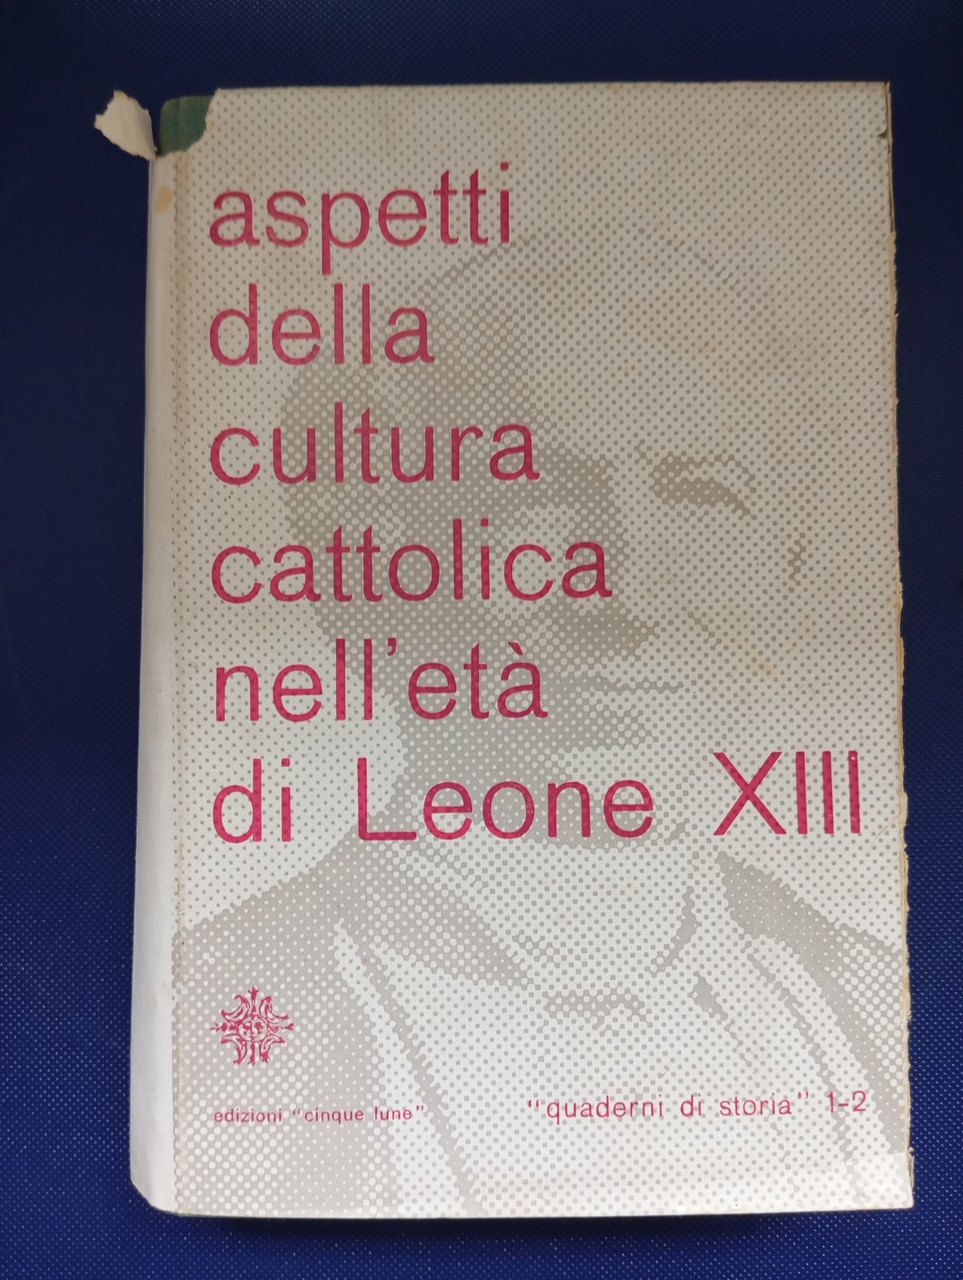 aspetti
della
cultura
cattolica
nell'età
di Leone XIII
edizioni "cinque lune"
"quaderni di storia" 1-2